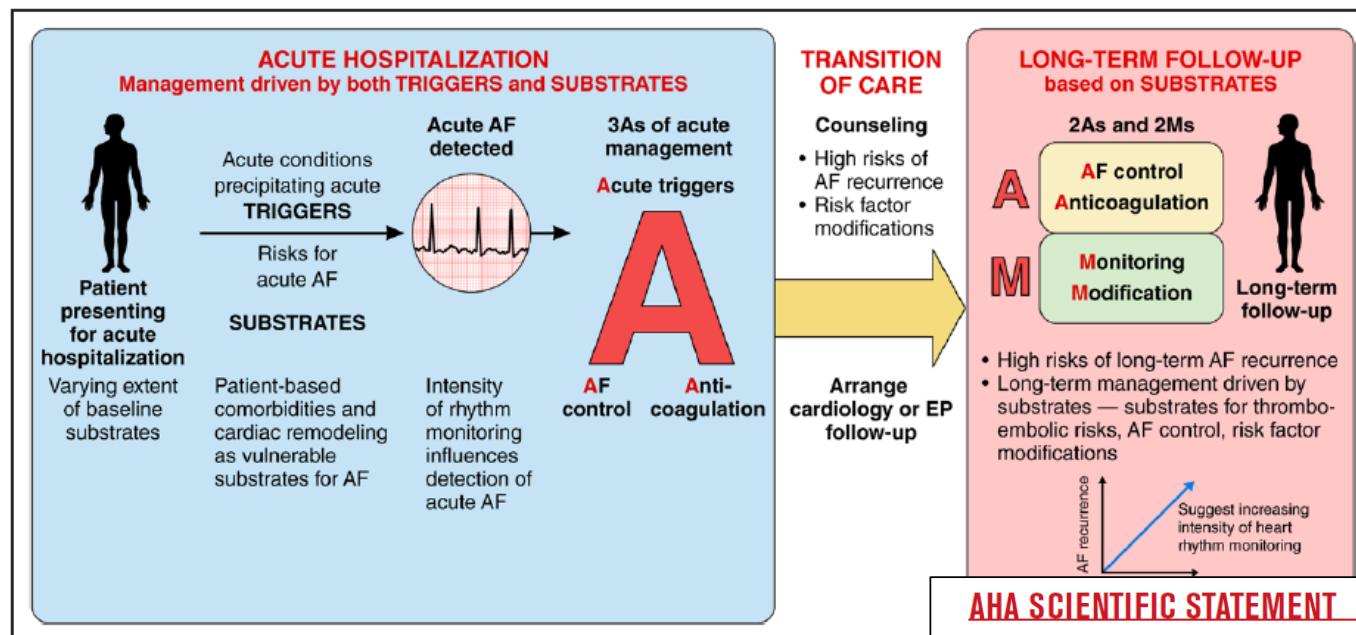 ACUTE HOSPITALIZATION
Management driven by both TRIGGERS and SUBSTRATES
Patient
presenting
for acute
hospitalization
Varying extent
of baseline
substrates
Acute conditions
precipitating acute
TRIGGERS
Risks for
acute AF
SUBSTRATES
Patient-based
comorbidities and
cardiac remodeling
as vulnerable
substrates for AF
Acute AF
detected
Intensity
of rhythm
monitoring
influences
detection of
acute AF
3As of acute
management
Acute triggers
A
AF
control
Anti-
coagulation
TRANSITION
OF CARE
Counseling
• High risks of
AF recurrence
• Risk factor
modifications
Arrange
cardiology or EP
follow-up
LONG-TERM FOLLOW-UP
based on SUBSTRATES
2As and 2Ms
A
AF control
Anticoagulation
M
Monitoring
Modification
Long-term
follow-up
• High risks of long-term AF recurrence
• Long-term management driven by
substrates — substrates for thrombo-
embolic risks, AF control, risk factor
modifications
AF recurrence
Suggest increasing
intensity of heart
rhythm monitoring
AHA SCIENTIFIC STATEMENT